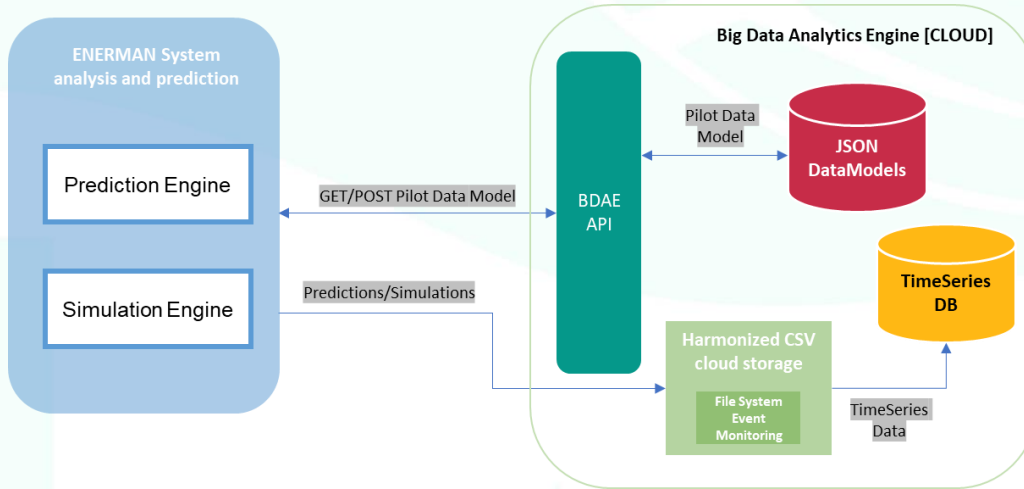 ENERMAN System
analysis and prediction
Prediction Engine
Simulation Engine
GET/POST Pilot Data Model
Predictions/Simulations
Big Data Analytics Engine [CLOUD]
BDAE
API
Pilot Data
Model
JSON
DataModels
TimeSeries
DB
Harmonized CSV
cloud storage
File System
Event
Monitoring
TimeSeries
Data